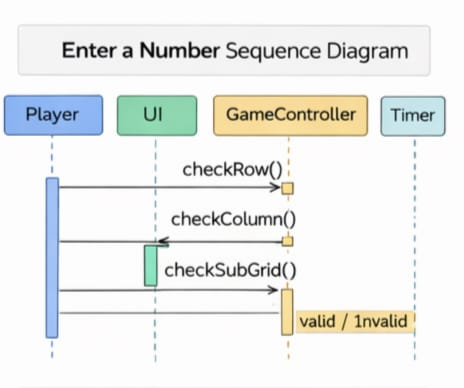 Enter a Number Sequence Diagram
Player UI GameController Timer
checkRow()
checkColumn()
checkSubGrid()
valid / 1nvalid